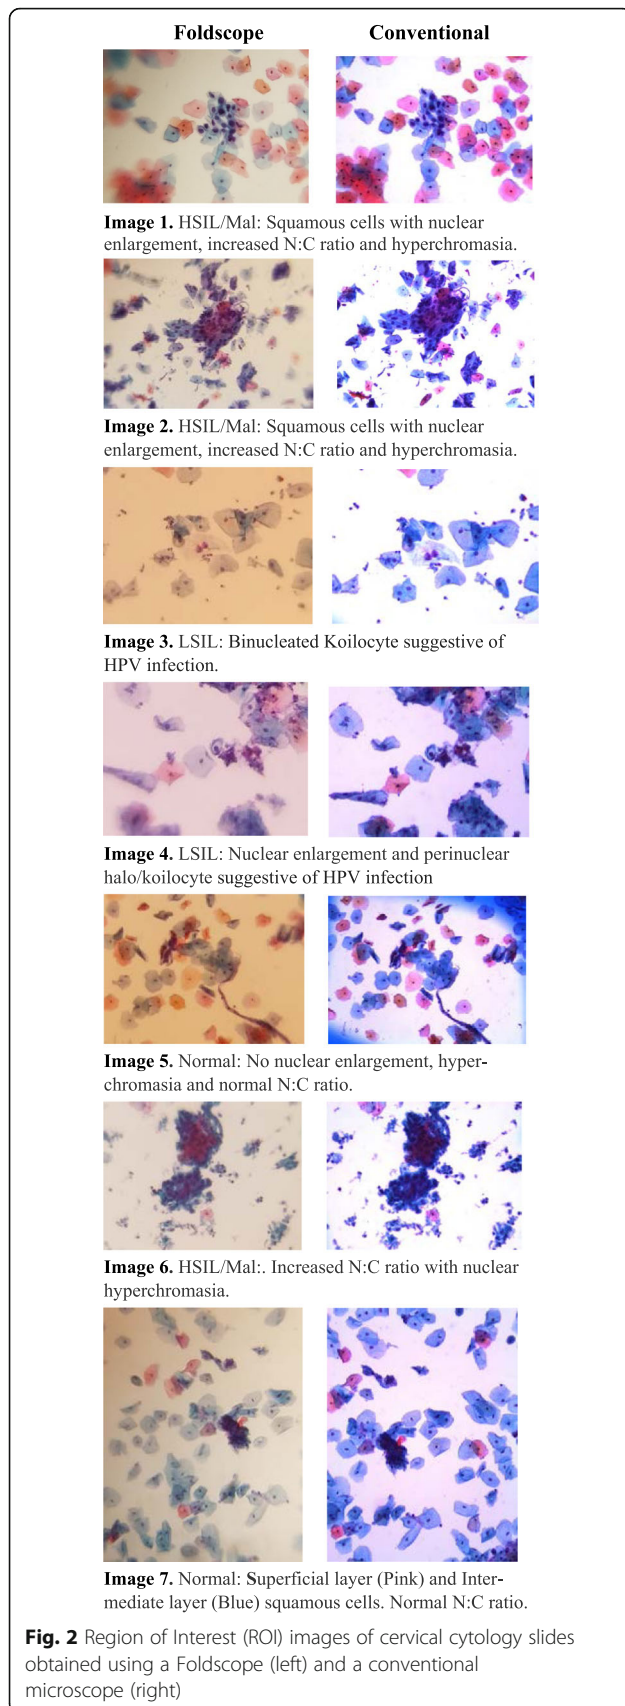 Foldscope Conventional
Image 1. HSIL/Mal: Squamous cells with nuclear
enlargement, increased N:C ratio and hyperchromasia.
Image 2. HSIL/Mal: Squamous cells with nuclear
enlargement, increased N:C ratio and hyperchromasia.
Image 3. LSIL: Binucleated Koilocyte suggestive of
HPV infection.
Image 4. LSIL: Nuclear enlargement and perinuclear
halo/koilocyte suggestive of HPV infection
Image 5. Normal: No nuclear enlargement, hyper-
chromasia and normal N:C ratio.
Image 6. HSIL/Mal:. Increased N:C ratio with nuclear
hyperchromasia.
Image 7. Normal: Superficial layer (Pink) and Inter-
mediate layer (Blue) squamous cells. Normal N:C ratio.
Fig. 2 Region of Interest (ROI) images of cervical cytology slides
obtained using a Foldscope (left) and a conventional
microscope (right)